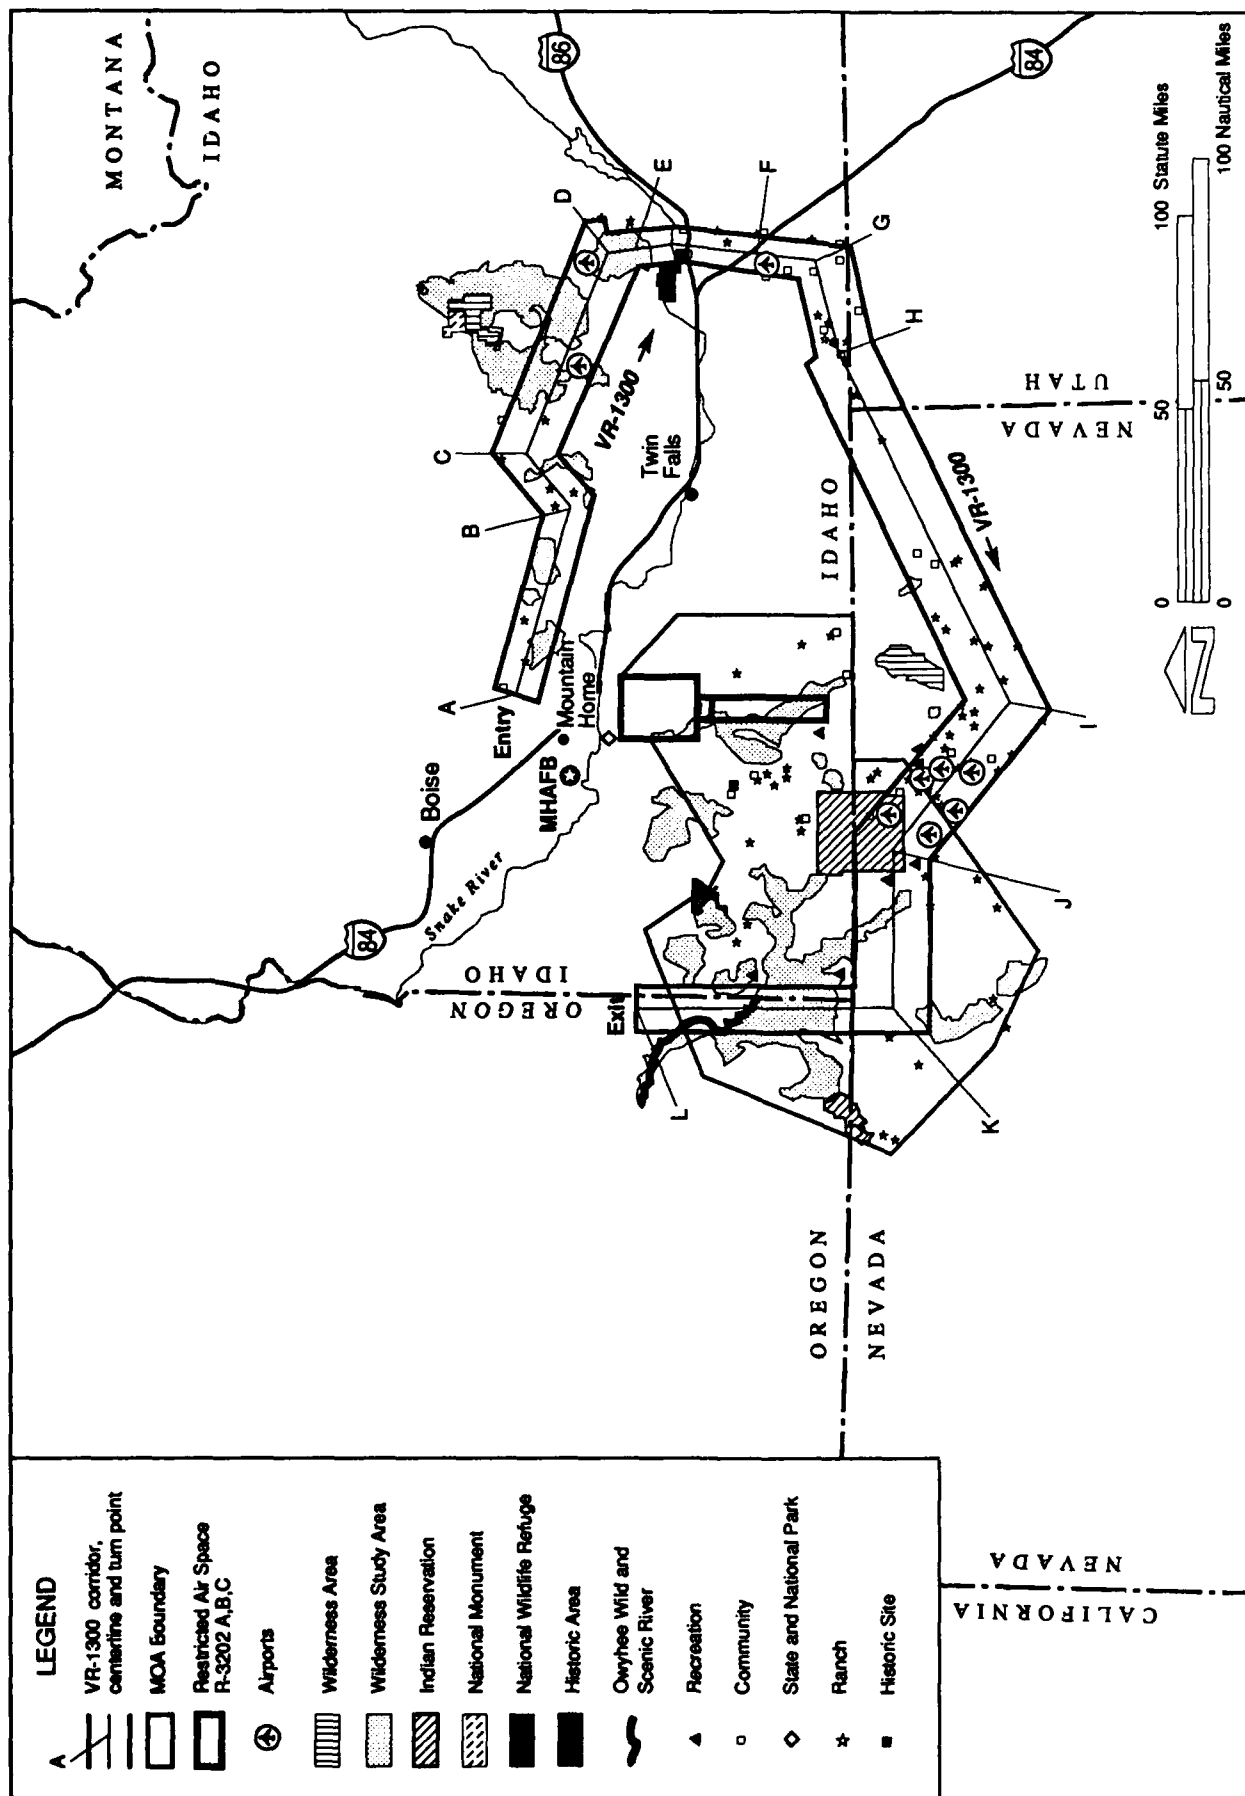 LEGEND
A
VR-1300 corridor,
centerline and turn point
MOA Boundary
Restricted Air Space
R-3202 A,B,C
Airports
Wilderness Area
Wilderness Study Area
Indian Reservation
National Monument
National Wildlife Refuge
Historic Area
Owyhee Wild and
Scenic River
Recreation
Community
State and National Park
Ranch
Historic Site
MONTANA
IDAHO
86
84
84
Boise
Snake River
MHAFB
Mountain
Home
Entry
A
B
C
D
E
F
G
H
I
J
K
L
VR-1300
Twin
Falls
OREGON
IDAHO
Exit
IDAHO
NEVADA
UTAH
VR-1300
OREGON
NEVADA
CALIFORNIA
NEVADA
0
50
100 Statute Miles
0
50
100 Nautical Miles
N